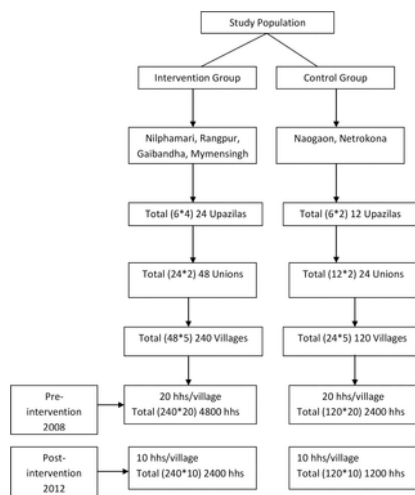 Study Population
Intervention Group
Control Group
Nilphamari, Rangpur,
Gaibandha, Mymensingh
Naogaon, Netrokona
Total (6*4) 24 Upazilas
Total (6*2) 12 Upazilas
Total (24*2) 48 Unions
Total (12*2) 24 Unions
Total (48*5) 240 Villages
Total (24*5) 120 Villages
Pre-
intervention
2008
20 hhs/village
Total (240*20) 4800 hhs
20 hhs/village
Total (120*20) 2400 hhs
Post-
intervention
2012
10 hhs/village
Total (240*10) 2400 hhs
10 hhs/village
Total (120*10) 1200 hhs